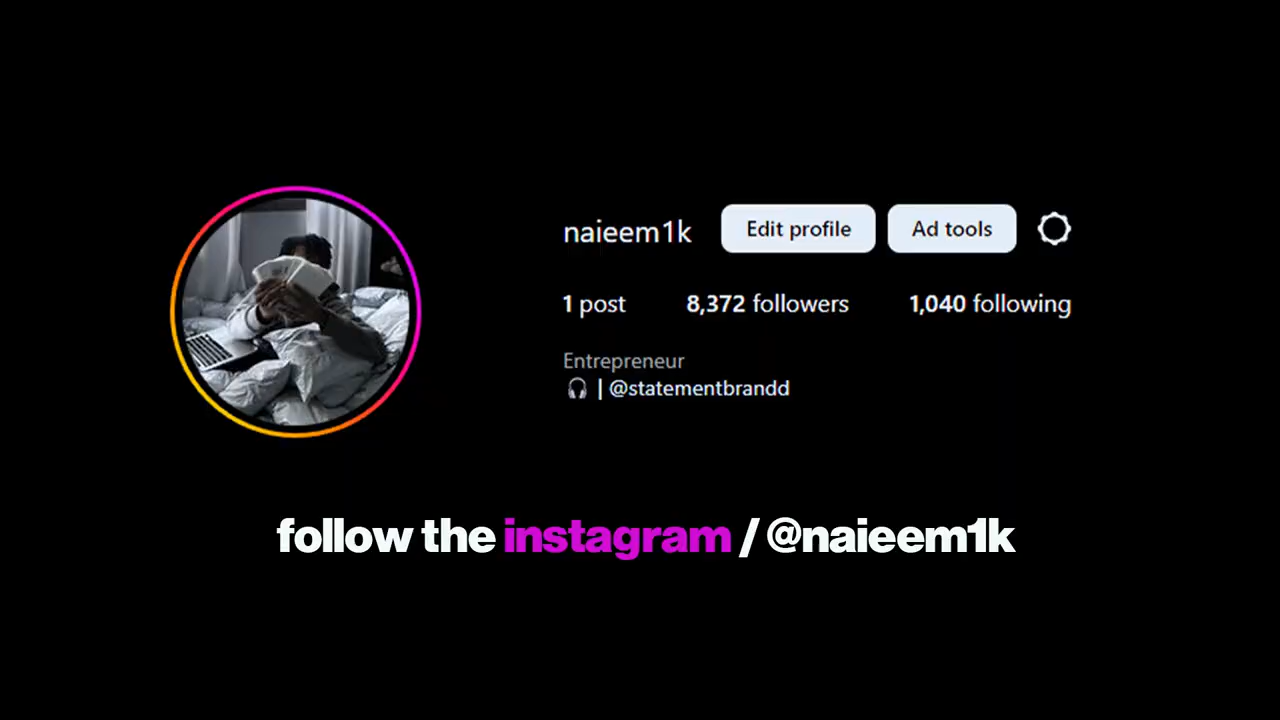 naieem1k Edit profile Ad tools
1 post 8,372 followers 1,040 following
Entrepreneur
🎧 | @statementbrandd
follow the instagram / @naieem1k